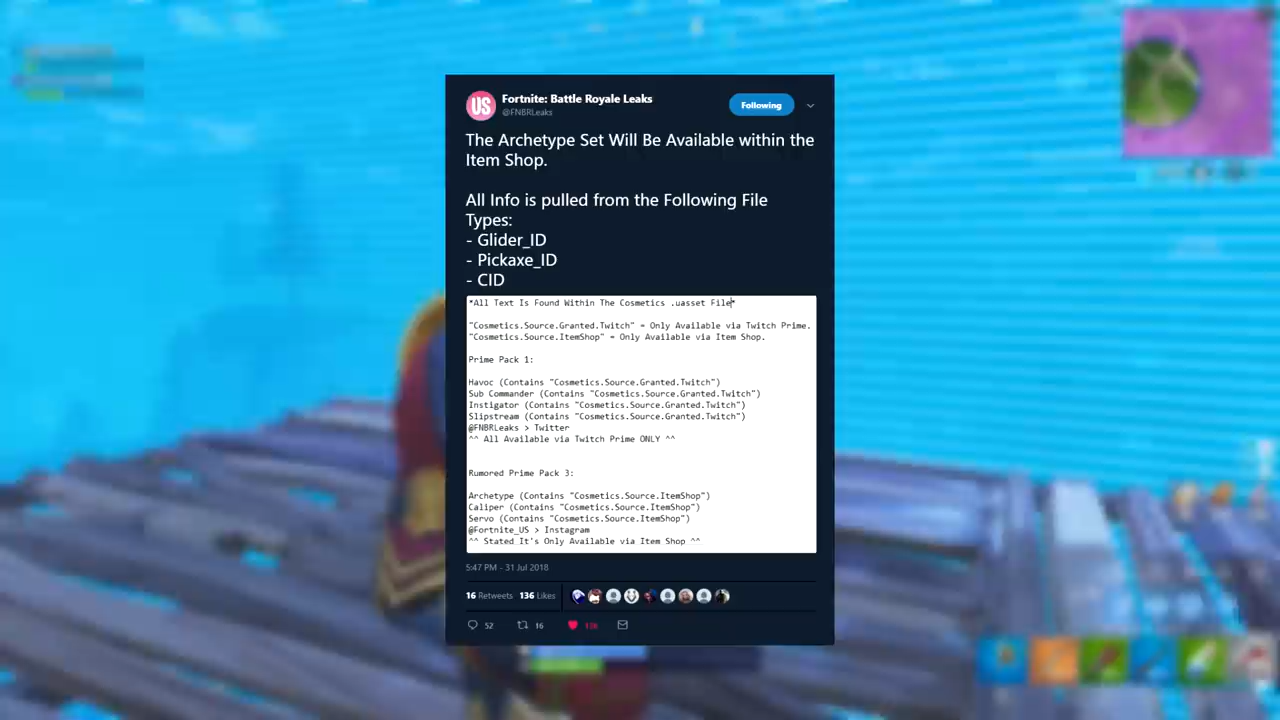 US
Fortnite: Battle Royale Leaks
@FNBRLeaks
Following
The Archetype Set Will Be Available within the
Item Shop.
All Info is pulled from the Following File
Types:
- Glider_ID
- Pickaxe_ID
- CID
*All Text Is Found Within The Cosmetics .uasset File*
"Cosmetics.Source.Granted.Twitch" = Only Available via Twitch Prime.
"Cosmetics.Source.ItemShop" = Only Available via Item Shop.
Prime Pack 1:
Havoc (Contains "Cosmetics.Source.Granted.Twitch")
Sub Commander (Contains "Cosmetics.Source.Granted.Twitch")
Instigator (Contains "Cosmetics.Source.Granted.Twitch")
Slipstream (Contains "Cosmetics.Source.Granted.Twitch")
@FNBRLeaks > Twitter
^^ All Available via Twitch Prime ONLY ^^
Rumored Prime Pack 3:
Archetype (Contains "Cosmetics.Source.ItemShop")
Caliper (Contains "Cosmetics.Source.ItemShop")
Servo (Contains "Cosmetics.Source.ItemShop")
@Fortnite_US > Instagram
^^ Stated It's Only Available via Item Shop ^^
5:47 PM - 31 Jul 2018
16 Retweets 136 Likes
52 16